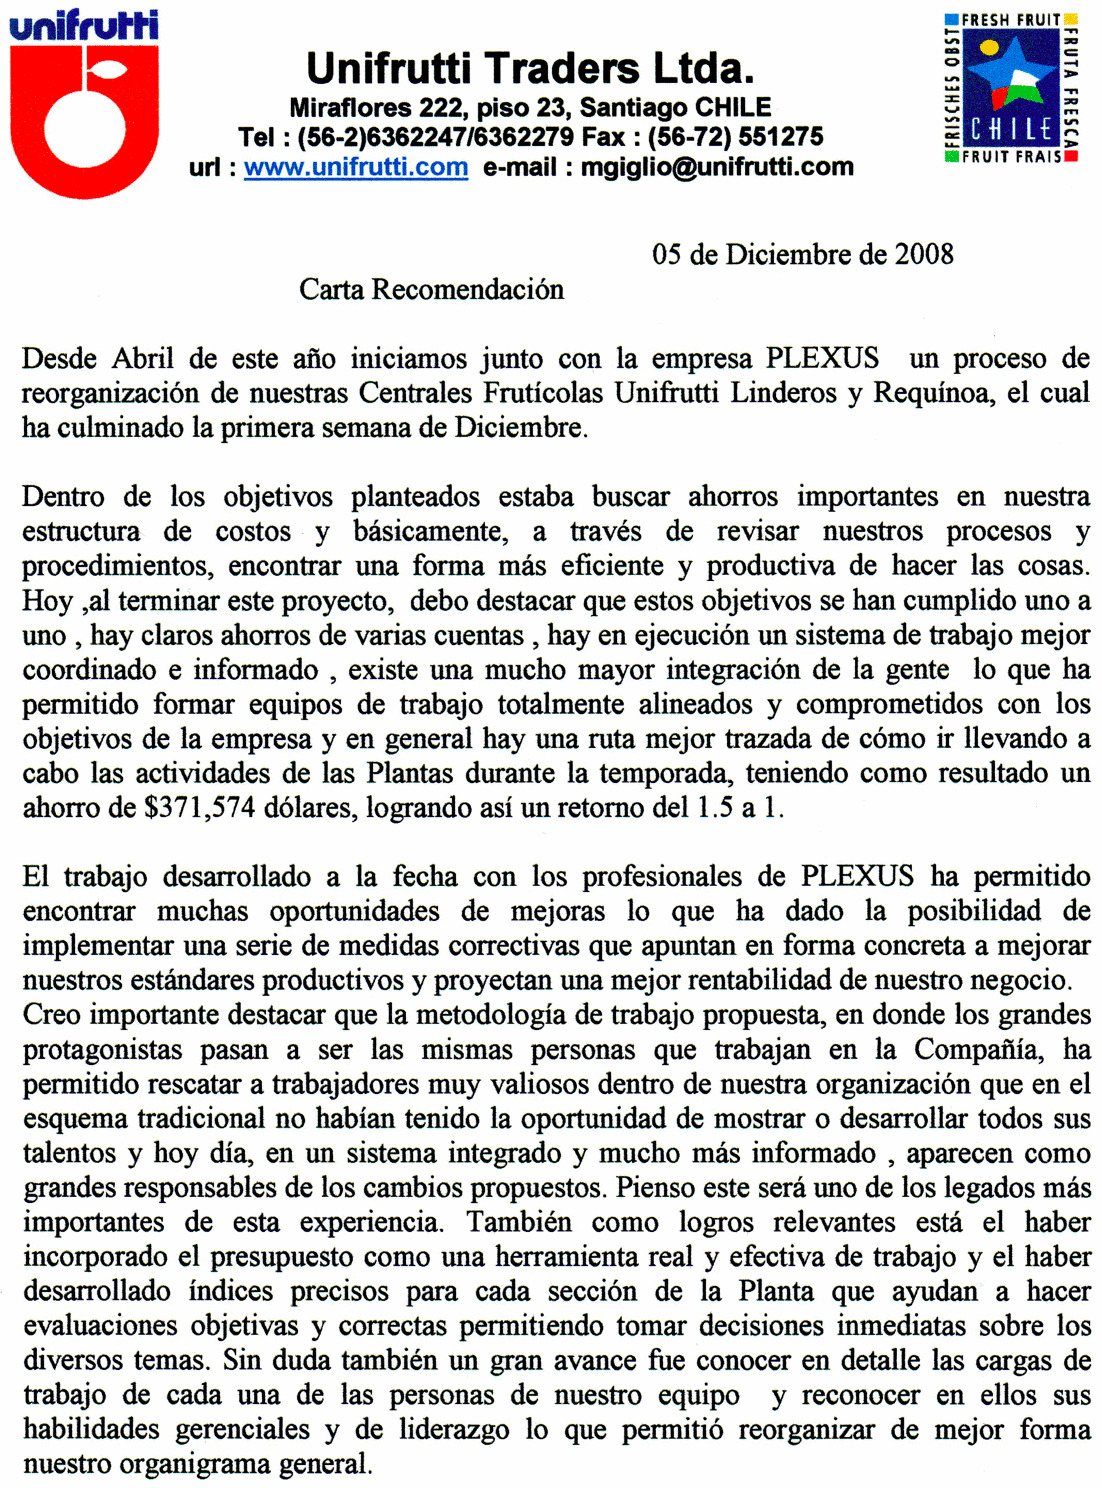 unifrutti
Unifrutti Traders Ltda.
Miraflores 222, piso 23, Santiago CHILE
Tel : (56-2)6362247/6362279 Fax : (56-72) 551275
url : www.unifrutti.com e-mail : mgiglio@unifrutti.com
FRESH FRUIT
FRUTA FRESCA
FRISCHES OBST
CHILE
FRUIT FRAIS
05 de Diciembre de 2008
Carta Recomendación
Desde Abril de este año iniciamos junto con la empresa PLEXUS un proceso de
reorganización de nuestras Centrales Frutícolas Unifrutti Linderos y Requínoa, el cual
ha culminado la primera semana de Diciembre.
Dentro de los objetivos planteados estaba buscar ahorros importantes en nuestra
estructura de costos y básicamente, a través de revisar nuestros procesos y
procedimientos, encontrar una forma más eficiente y productiva de hacer las cosas.
Hoy ,al terminar este proyecto, debo destacar que estos objetivos se han cumplido uno a
uno , hay claros ahorros de varias cuentas , hay en ejecución un sistema de trabajo mejor
coordinado e informado , existe una mucho mayor integración de la gente lo que ha
permitido formar equipos de trabajo totalmente alineados y comprometidos con los
objetivos de la empresa y en general hay una ruta mejor trazada de cómo ir llevando a
cabo las actividades de las Plantas durante la temporada, teniendo como resultado un
ahorro de $371,574 dólares, logrando así un retorno del 1.5 a 1.
El trabajo desarrollado a la fecha con los profesionales de PLEXUS ha permitido
encontrar muchas oportunidades de mejoras lo que ha dado la posibilidad de
implementar una serie de medidas correctivas que apuntan en forma concreta a mejorar
nuestros estándares productivos y proyectan una mejor rentabilidad de nuestro negocio.
Creo importante destacar que la metodología de trabajo propuesta, en donde los grandes
protagonistas pasan a ser las mismas personas que trabajan en la Compañía, ha
permitido rescatar a trabajadores muy valiosos dentro de nuestra organización que en el
esquema tradicional no habían tenido la oportunidad de mostrar o desarrollar todos sus
talentos y hoy día, en un sistema integrado y mucho más informado , aparecen como
grandes responsables de los cambios propuestos. Pienso este será uno de los legados más
importantes de esta experiencia. También como logros relevantes está el haber
incorporado el presupuesto como una herramienta real y efectiva de trabajo y el haber
desarrollado índices precisos para cada sección de la Planta que ayudan a hacer
evaluaciones objetivas y correctas permitiendo tomar decisiones inmediatas sobre los
diversos temas. Sin duda también un gran avance fue conocer en detalle las cargas de
trabajo de cada una de las personas de nuestro equipo y reconocer en ellos sus
habilidades gerenciales y de liderazgo lo que permitió reorganizar de mejor forma
nuestro organigrama general.